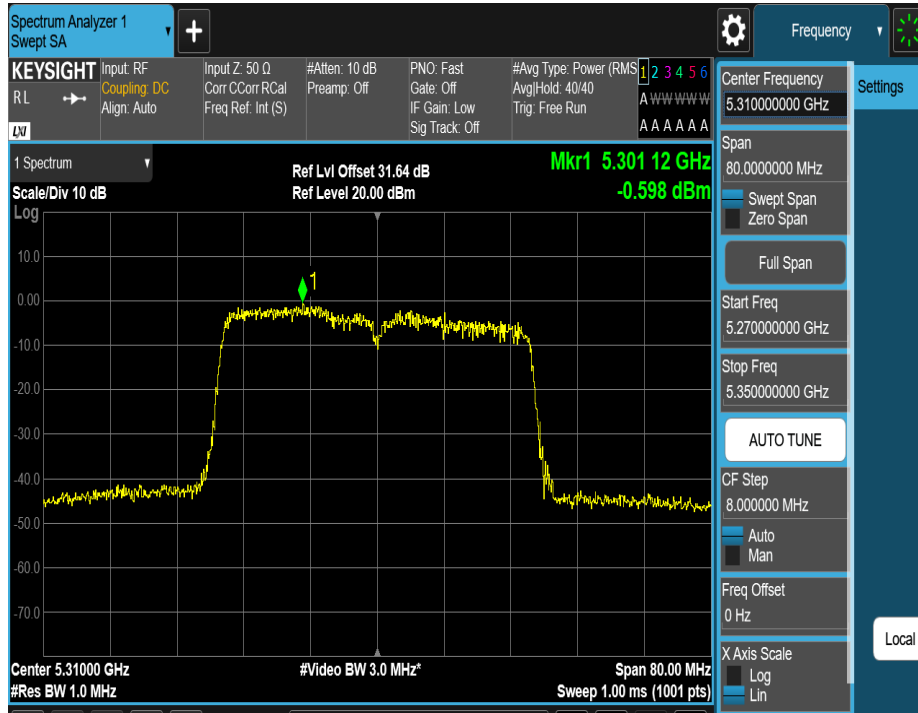 Spectrum Analyzer 1
Swept SA
+
Frequency
KEYSIGHT
R L
LXI
Input: RF
Coupling: DC
Align: Auto
Input Z: 50 Ω
Corr CCorr RCal
Freq Ref: Int (S)
#Atten: 10 dB
Preamp: Off
PNO: Fast
Gate: Off
IF Gain: Low
Sig Track: Off
#Avg Type: Power (RMS
Avg|Hold: 40/40
Trig: Free Run
1 2 3 4 5 6
A W W W W W
A A A A A A
1 Spectrum
Scale/Div 10 dB
Log
Ref Lvl Offset 31.64 dB
Ref Level 20.00 dBm
Mkr1 5.301 12 GHz
-0.598 dBm
1
10.0
0.00
-10.0
-20.0
-30.0
-40.0
-50.0
-60.0
-70.0
Center 5.31000 GHz
#Res BW 1.0 MHz
#Video BW 3.0 MHz*
Span 80.00 MHz
Sweep 1.00 ms (1001 pts)
Center Frequency
5.310000000 GHz
Span
80.0000000 MHz
Swept Span
Zero Span
Full Span
Start Freq
5.270000000 GHz
Stop Freq
5.350000000 GHz
AUTO TUNE
CF Step
8.000000 MHz
Auto
Man
Freq Offset
0 Hz
X Axis Scale
Log
Lin
Settings
Local